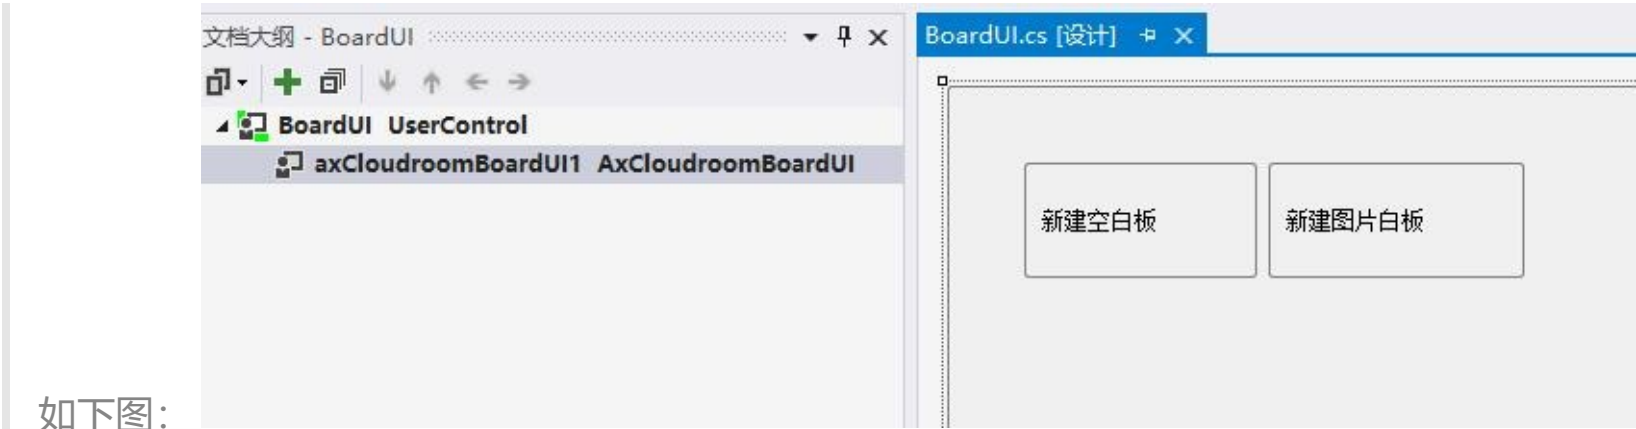 文档大纲 - BoardUI
BoardUI UserControl
axCloudroomBoardUI1 AxCloudroomBoardUI
BoardUI.cs [设计]
新建空白板
新建图片白板
如下图：